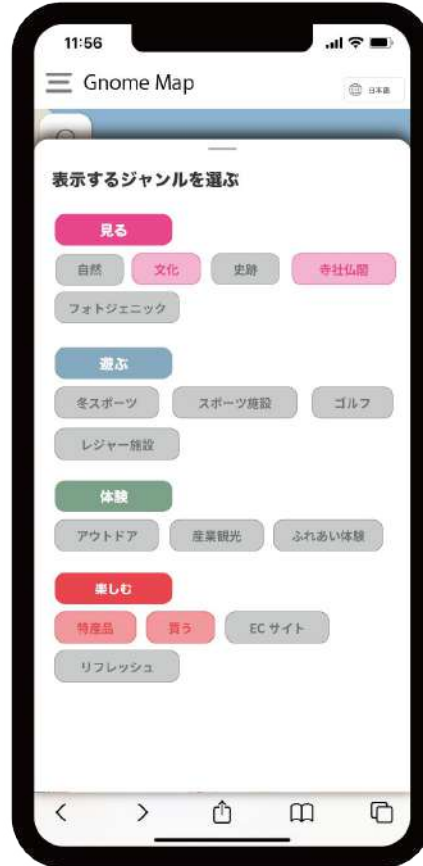 11:56
Gnome Map
日本語
表示するジャンルを選ぶ
見る
自然 文化 史跡 寺社仏閣
フォトジェニック
遊ぶ
冬スポーツ スポーツ施設 ゴルフ
レジャー施設
体験
アウトドア 産業観光 ふれあい体験
楽しむ
特産品 買う EC サイト
リフレッシュ